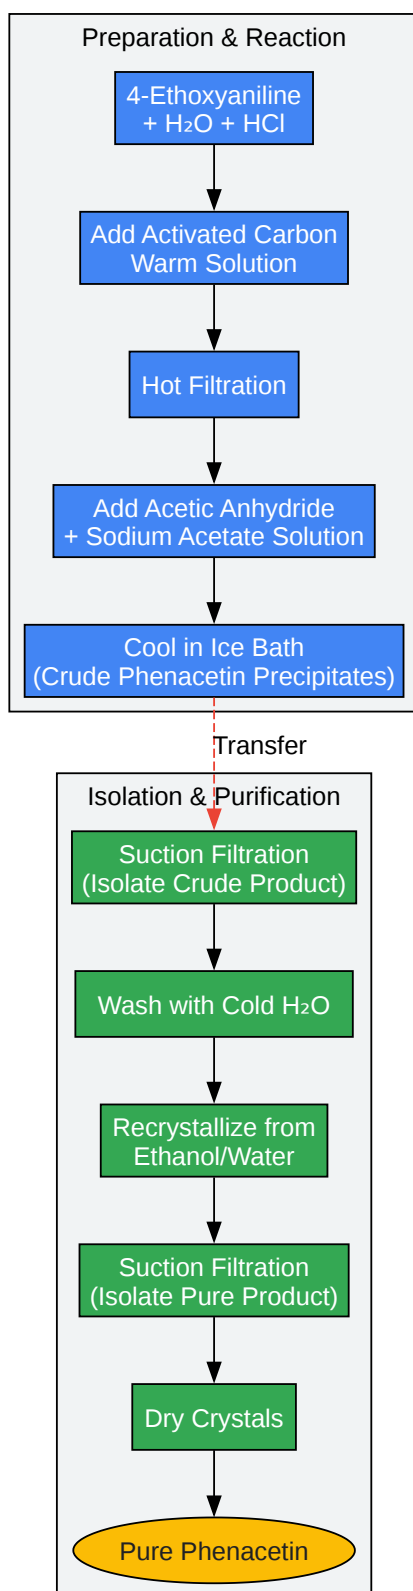 Preparation & Reaction
4-Ethoxyaniline
+ H₂O + HCl
Add Activated Carbon
Warm Solution
Hot Filtration
Add Acetic Anhydride
+ Sodium Acetate Solution
Cool in Ice Bath
(Crude Phenacetin Precipitates)
Transfer
Isolation & Purification
Suction Filtration
(Isolate Crude Product)
Wash with Cold H₂O
Recrystallize from
Ethanol/Water
Suction Filtration
(Isolate Pure Product)
Dry Crystals
Pure Phenacetin